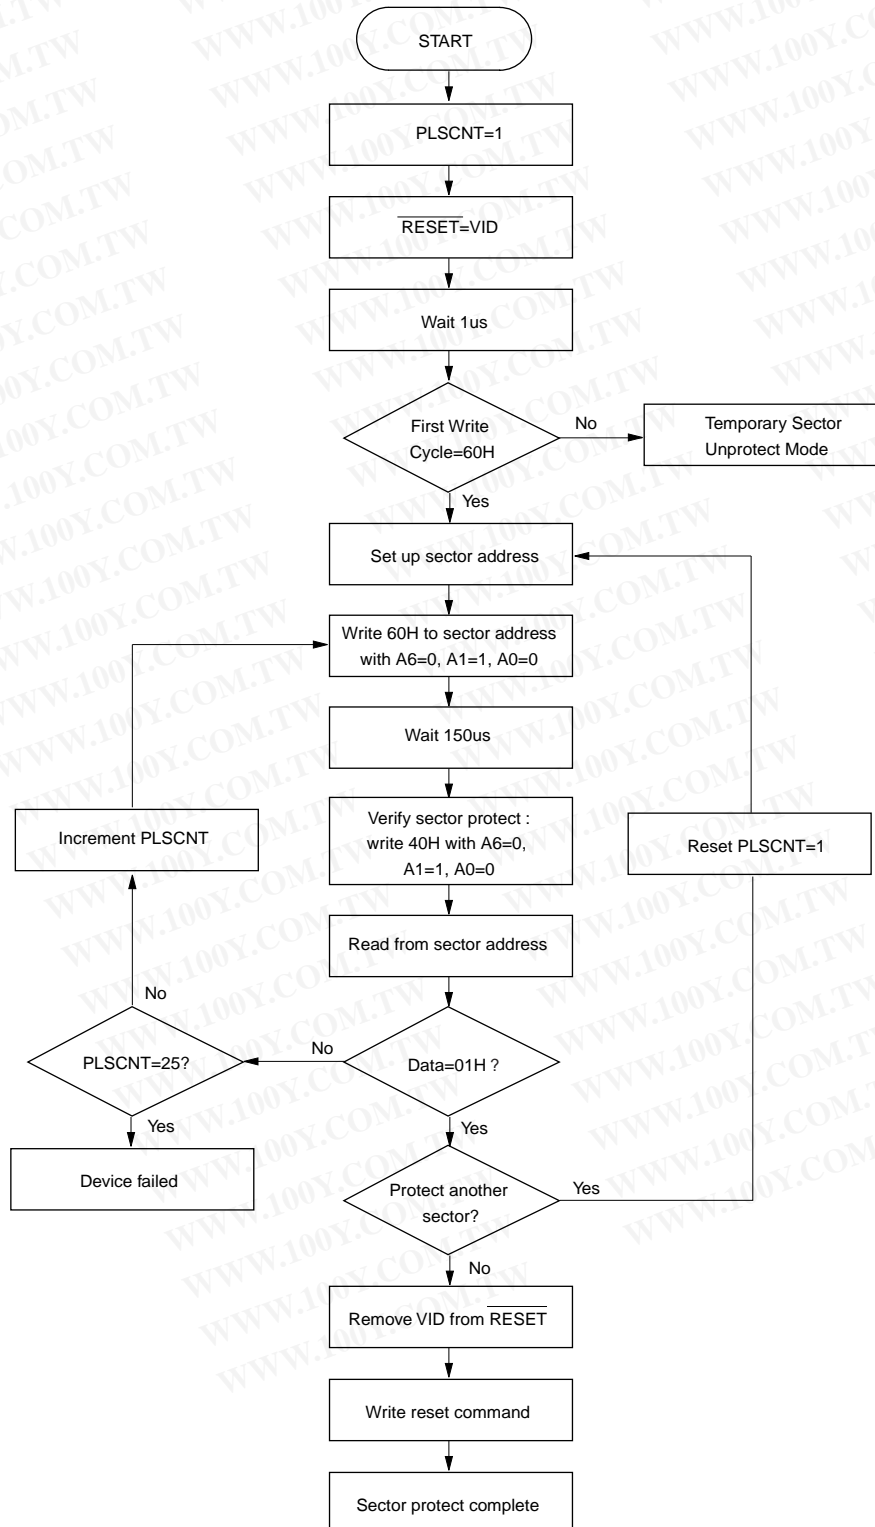 START
PLSCNT=1
RESET=VID
Wait 1us
First Write
Cycle=60H
No
Temporary Sector
Unprotect Mode
Yes
Set up sector address
Write 60H to sector address
with A6=0, A1=1, A0=0
Wait 150us
Verify sector protect :
write 40H with A6=0,
A1=1, A0=0
Increment PLSCNT
Reset PLSCNT=1
Read from sector address
No
PLSCNT=25?
No
Data=01H ?
Yes
Yes
Device failed
Protect another
sector?
Yes
No
Remove VID from RESET
Write reset command
Sector protect complete
WWW.100Y.COM.TW